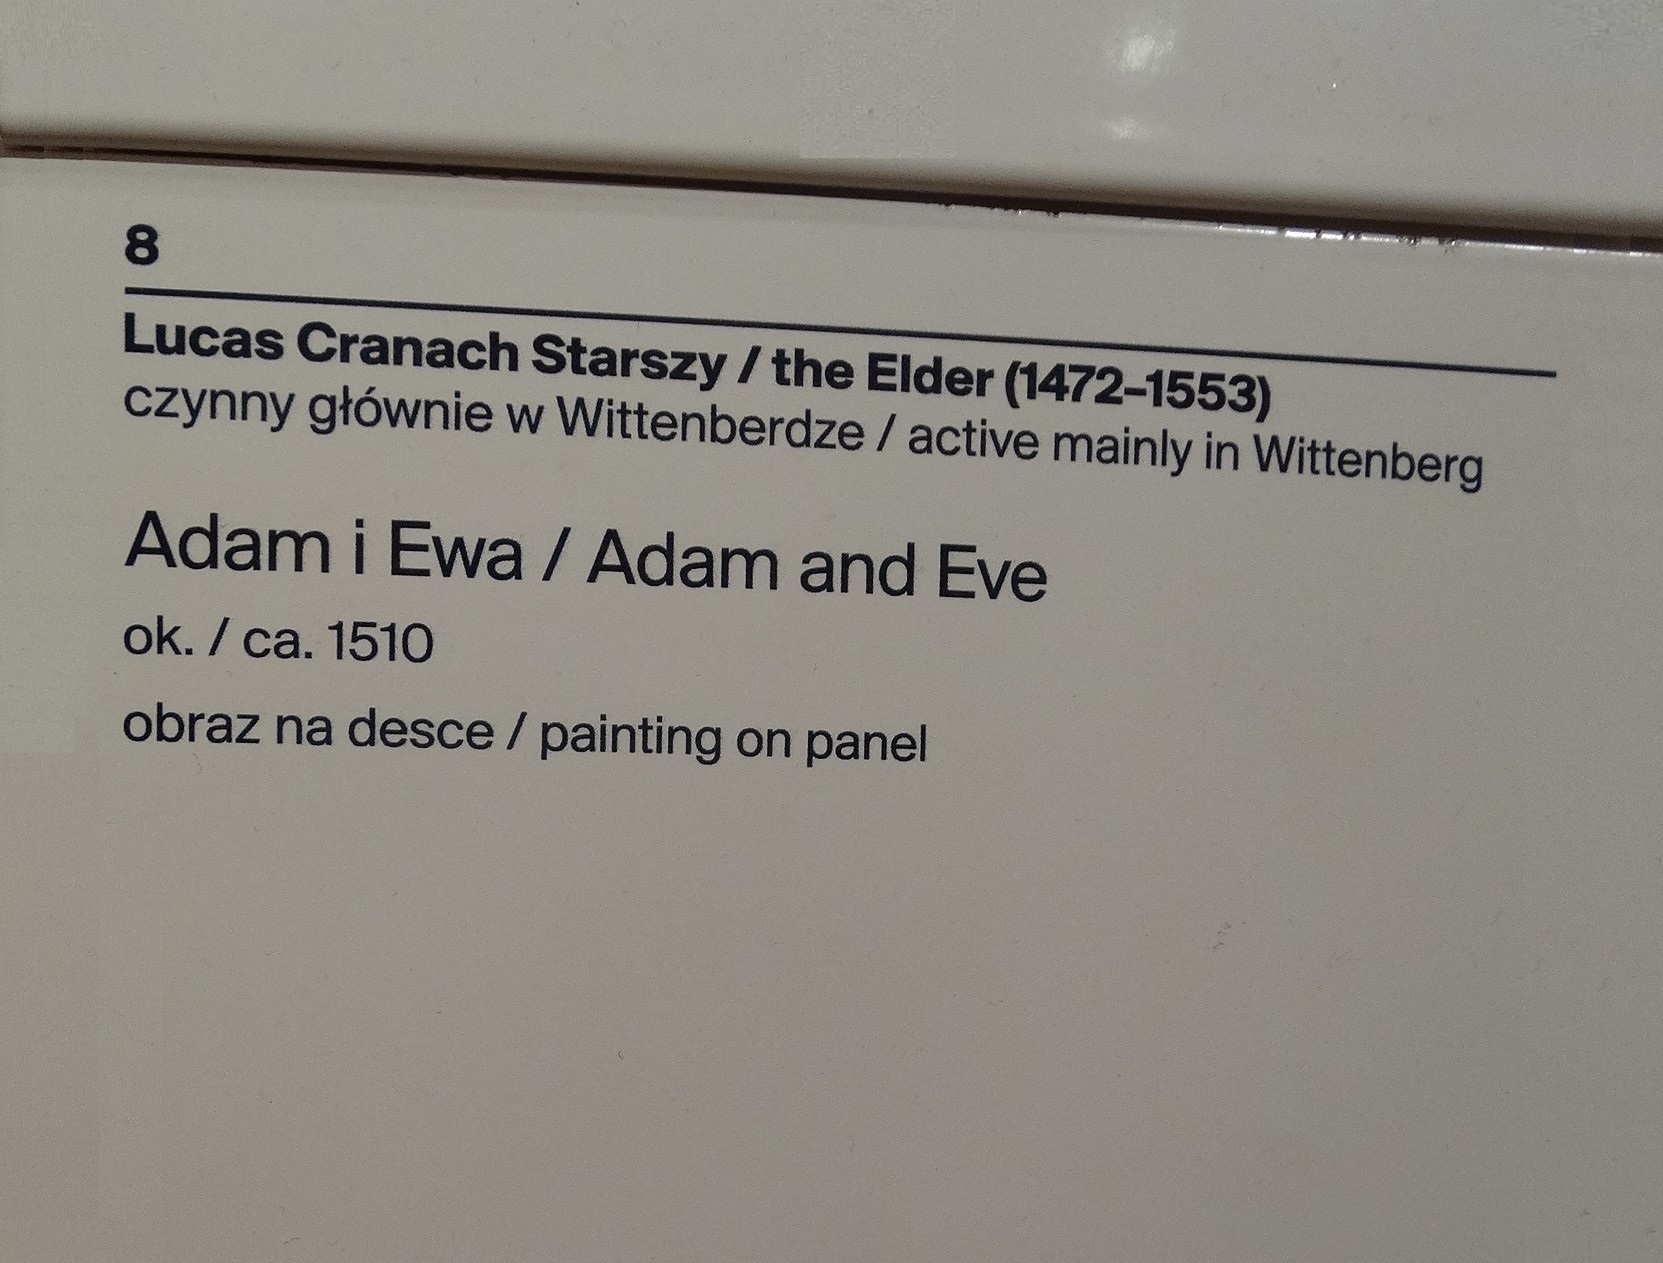 8
Lucas Cranach Starszy / the Elder (1472–1553)
czynny głównie w Wittenberdze / active mainly in Wittenberg
Adam i Ewa / Adam and Eve
ok. / ca. 1510
obraz na desce / painting on panel